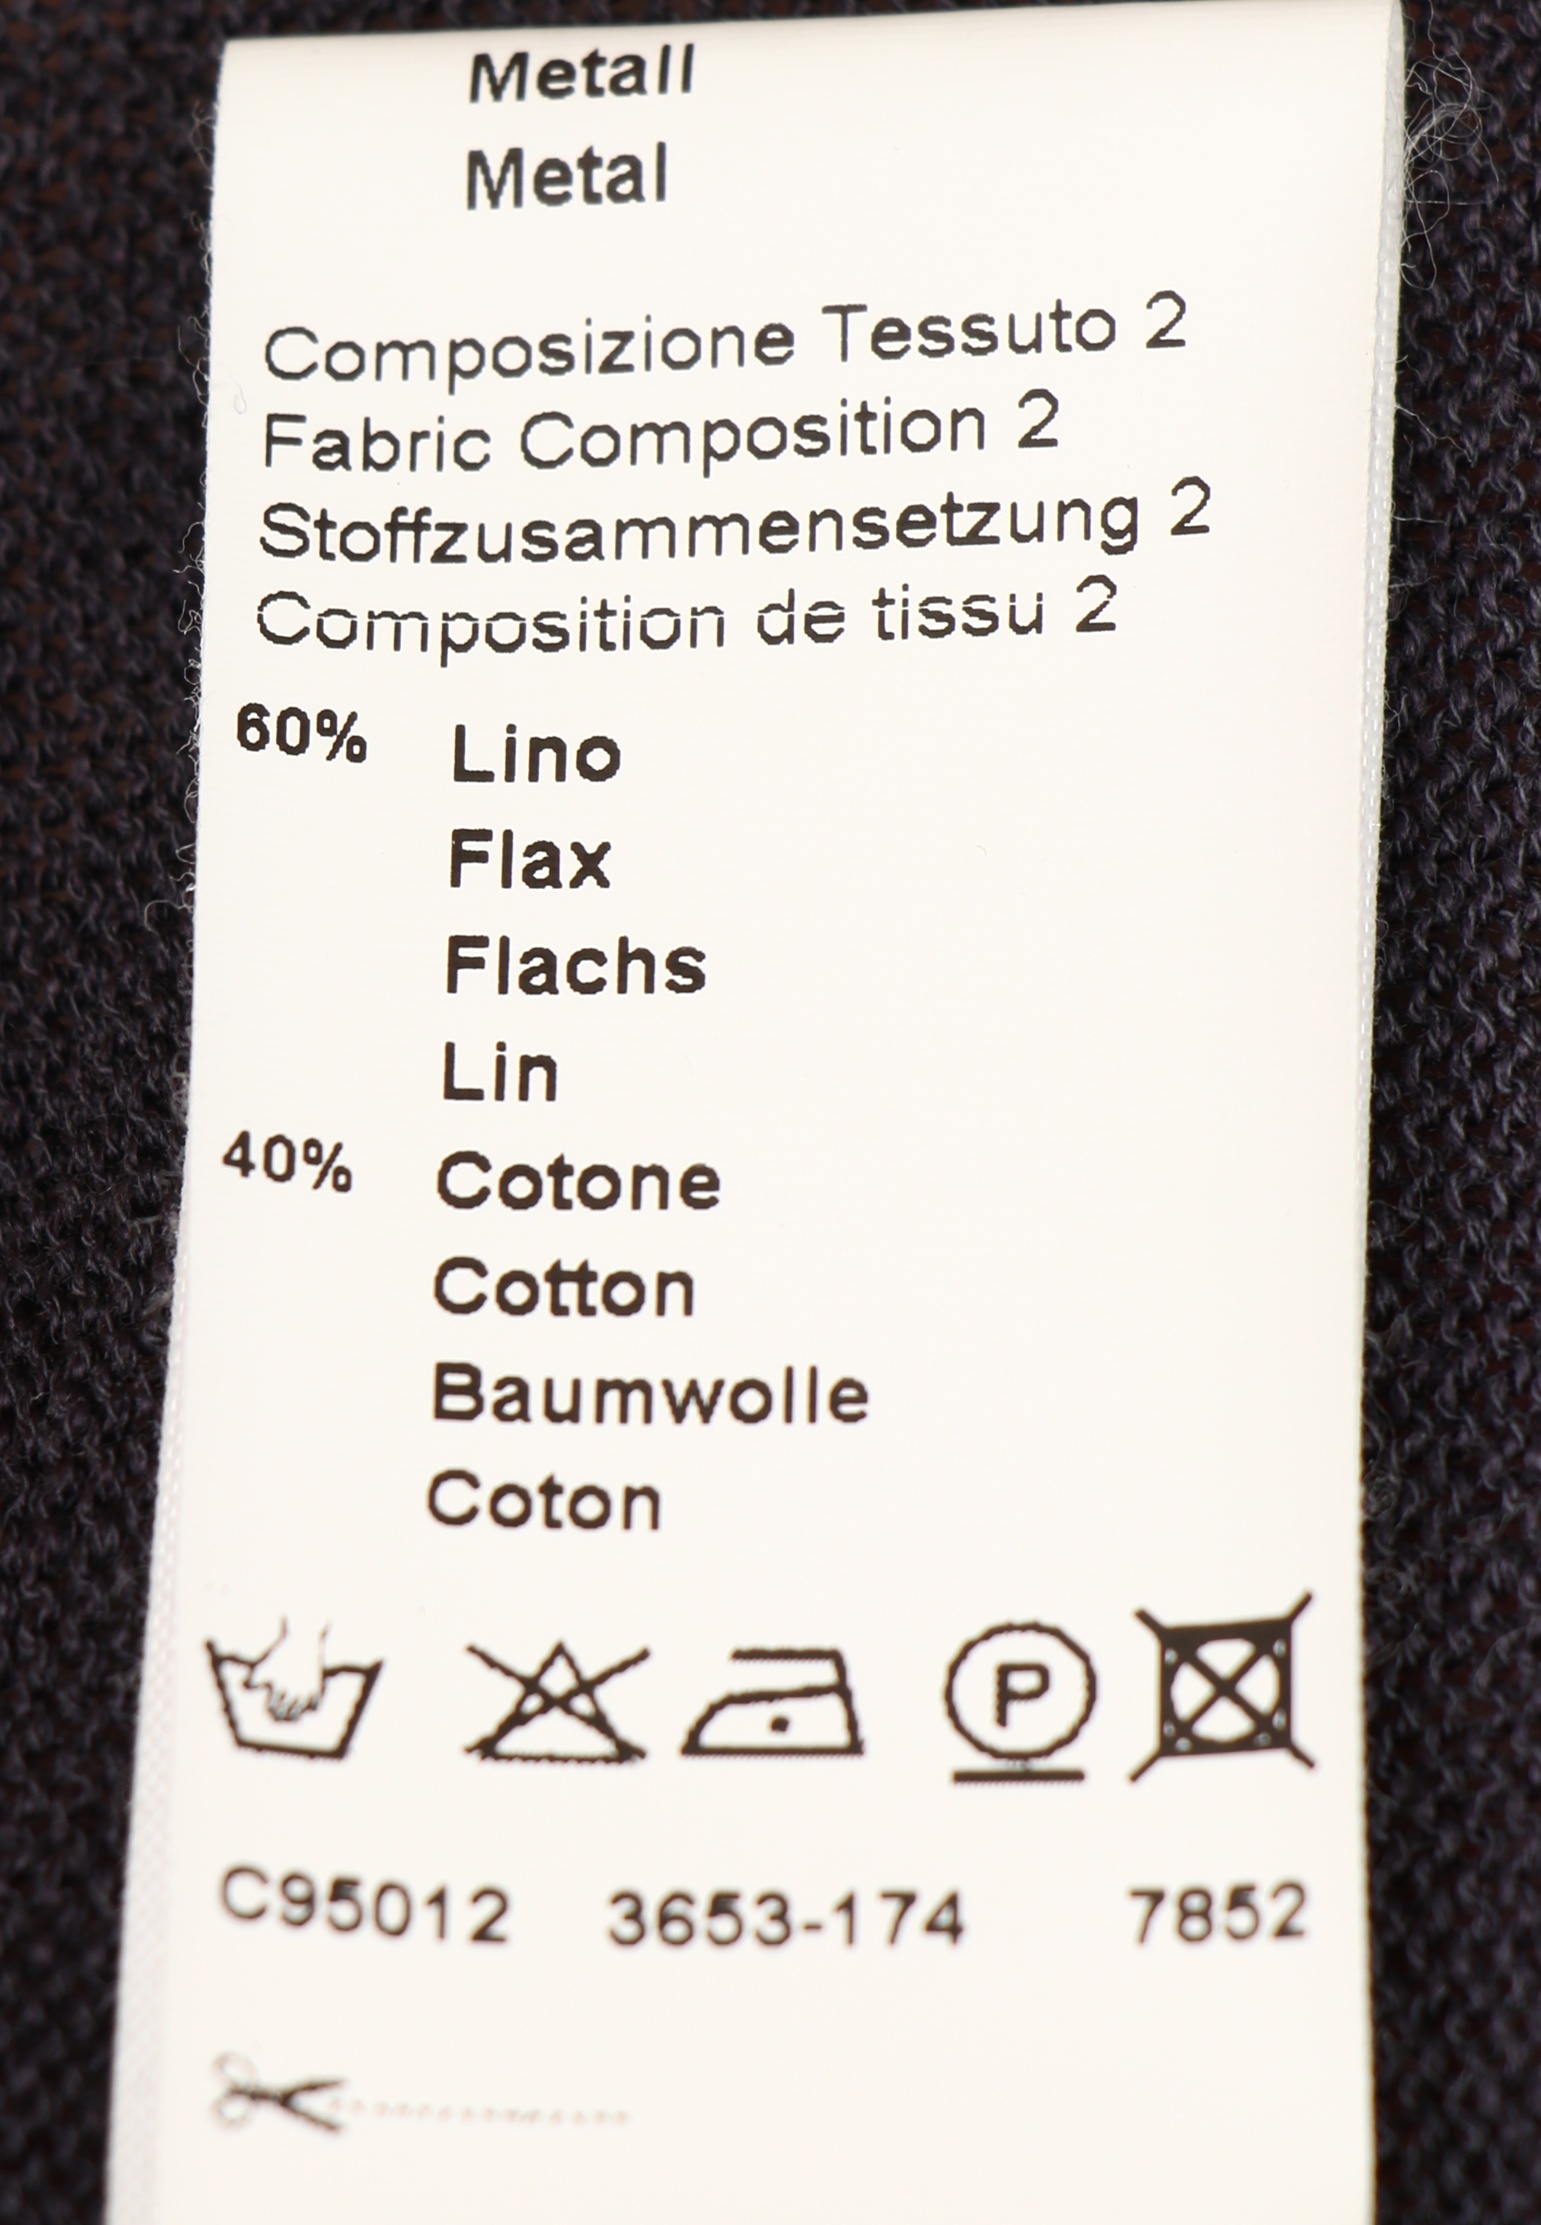 Metall
Metal
Composizione Tessuto 2
Fabric Composition 2
Stoffzusammensetzung 2
Composition de tissu 2
60% Lino
Flax
Flachs
Lin
40% Cotone
Cotton
Baumwolle
Coton
P
C95012 3653-174 7852